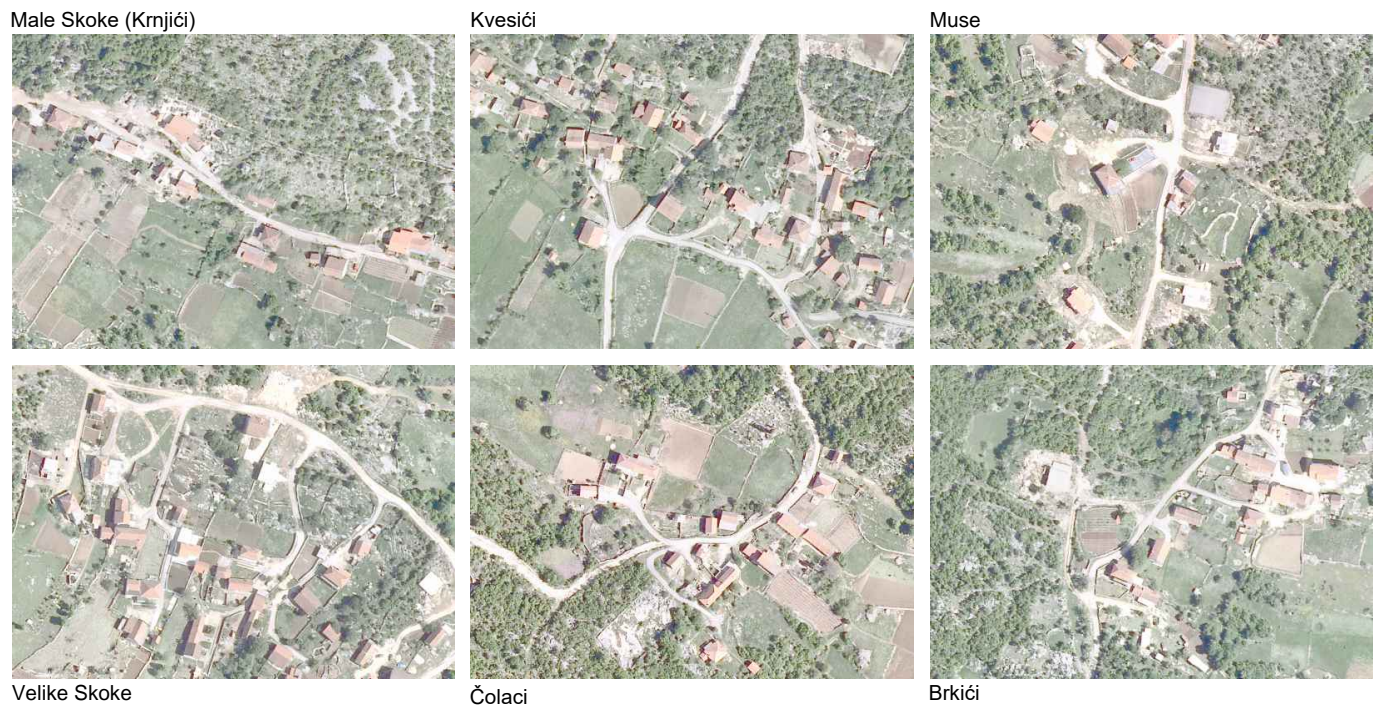 Male Skoke (Krnjići)
Kvesići
Muse
Velike Skoke
Čolaci
Brkići